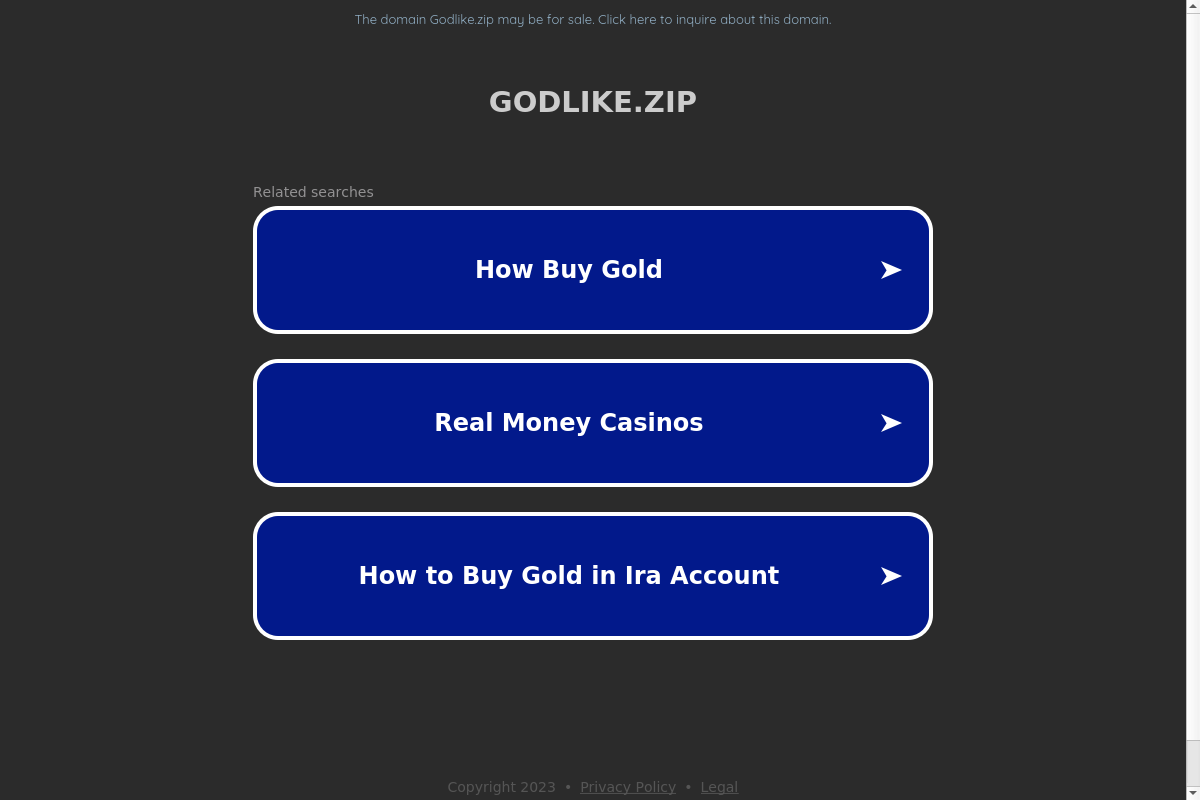 The domain Godlike.zip may be for sale. Click here to inquire about this domain.
GODLIKE.ZIP
Related searches
How Buy Gold
Real Money Casinos
How to Buy Gold in Ira Account
Copyright 2023 • Privacy Policy • Legal